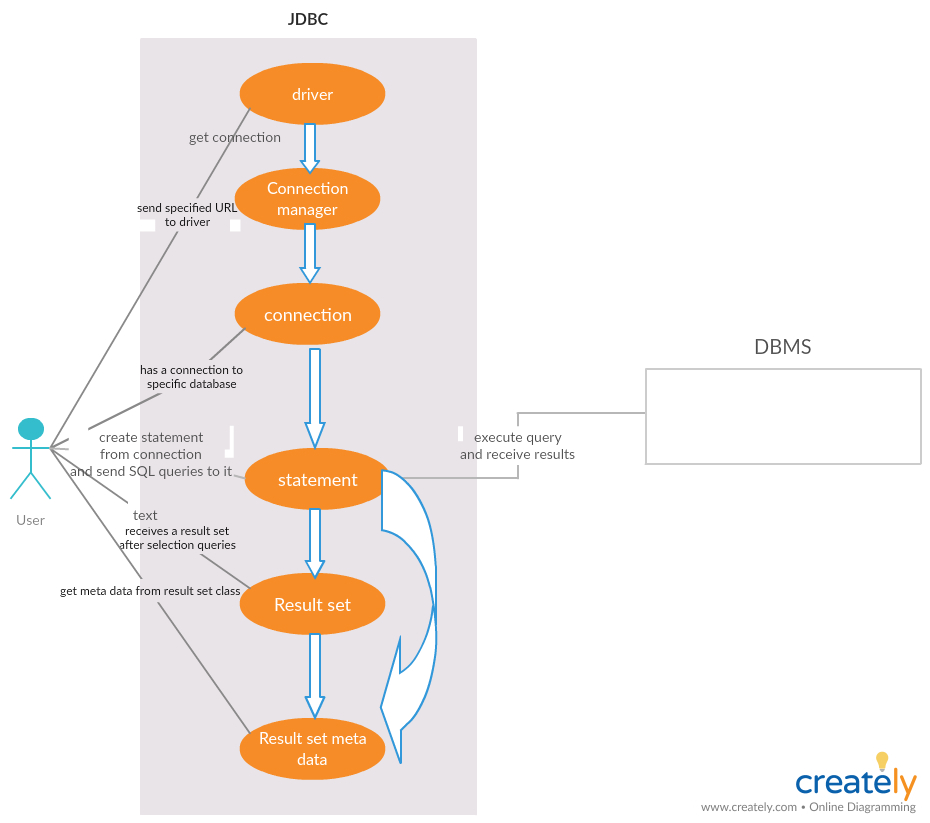 JDBC
driver
get connection
Connection
manager
send specified URL
to driver
connection
DBMS
has a connection to
specific database
create statement
from connection
and send SQL queries to it
execute query
and receive results
statement
User
text
receives a result set
after selection queries
get meta data from result set class
Result set
Result set meta
data
creately
www.creately.com • Online Diagramming